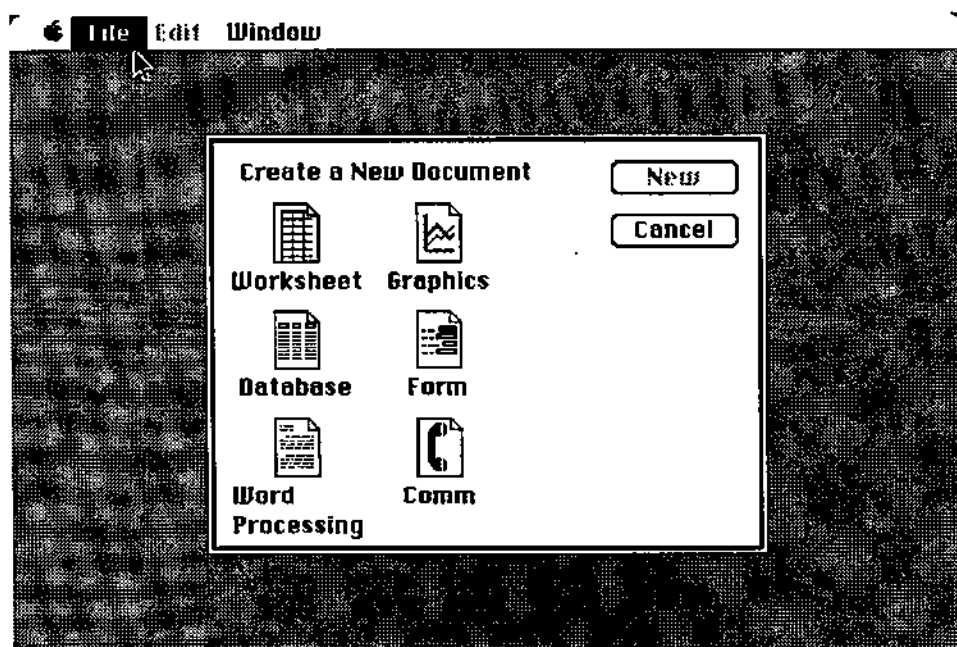 File Edit Window
Create a New Document
New
Cancel
Worksheet Graphics
Database Form
Word Comm
Processing